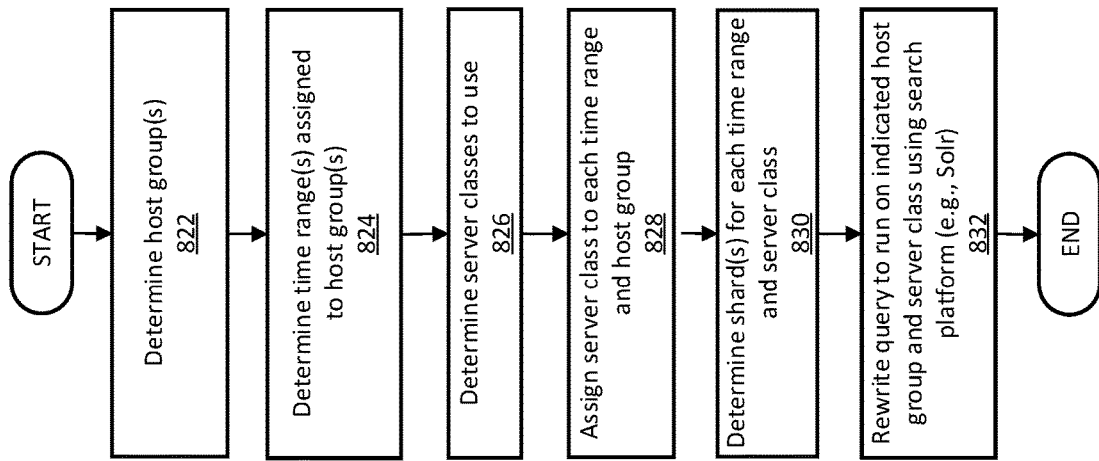 START
Determine host group(s)
822
Determine time range(s) assigned
to host group(s)
824
Determine server classes to use
826
Assign server class to each time range
and host group
828
Determine shard(s) for each time range
and server class
830
Rewrite query to run on indicated host
group and server class using search
platform (e.g., Solr)
832
END